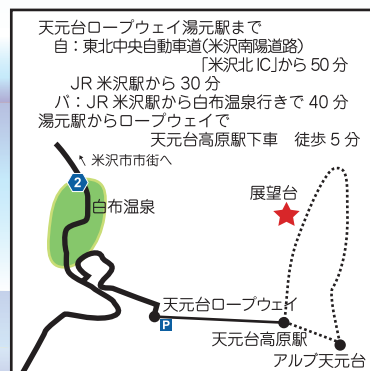 天元台ロープウェイ湯元駅まで
自：東北中央自動車道(米沢南陽道路)
「米沢北IC」から50分
JR米沢駅から30分
バ：JR米沢駅から白布温泉行きで40分
湯元駅からロープウェイで
天元台高原駅下車　徒歩5分
米沢市市街へ
2
白布温泉
展望台
天元台ロープウェイ
P
天元台高原駅
アルブ天元台